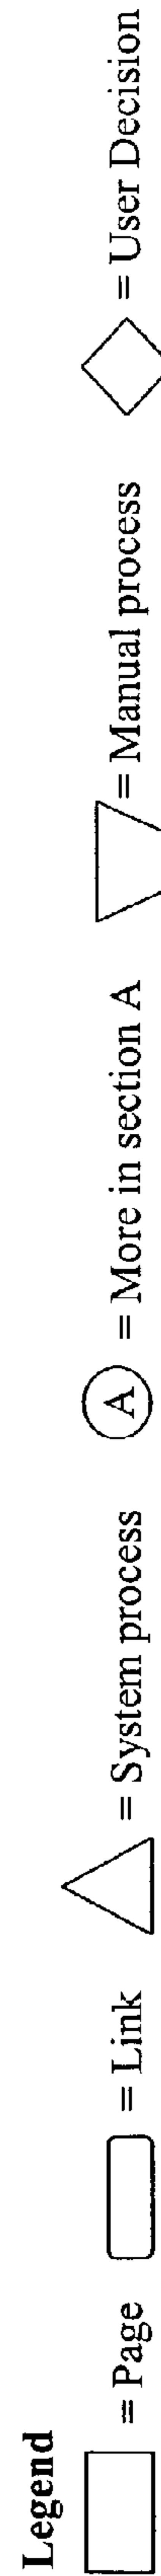 Legend
= Page
= Link
= System process
A = More in section A
= Manual process
= User Decision